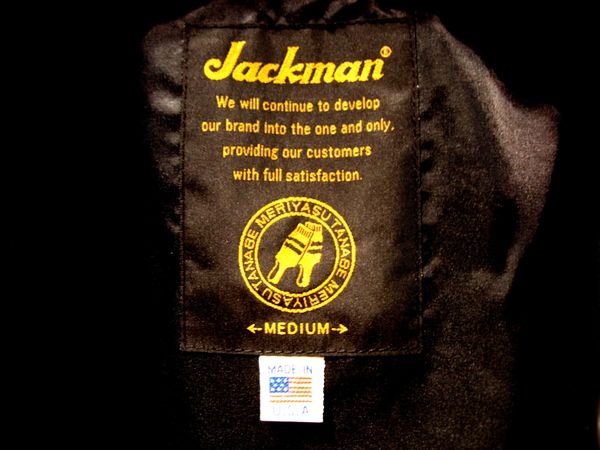 Jackman®
We will continue to develop
our brand into the one and only,
providing our customers
with full satisfaction.
MERIYASU TANABE MERIYASU TANABE
←MEDIUM→
MADE IN
U.S.A